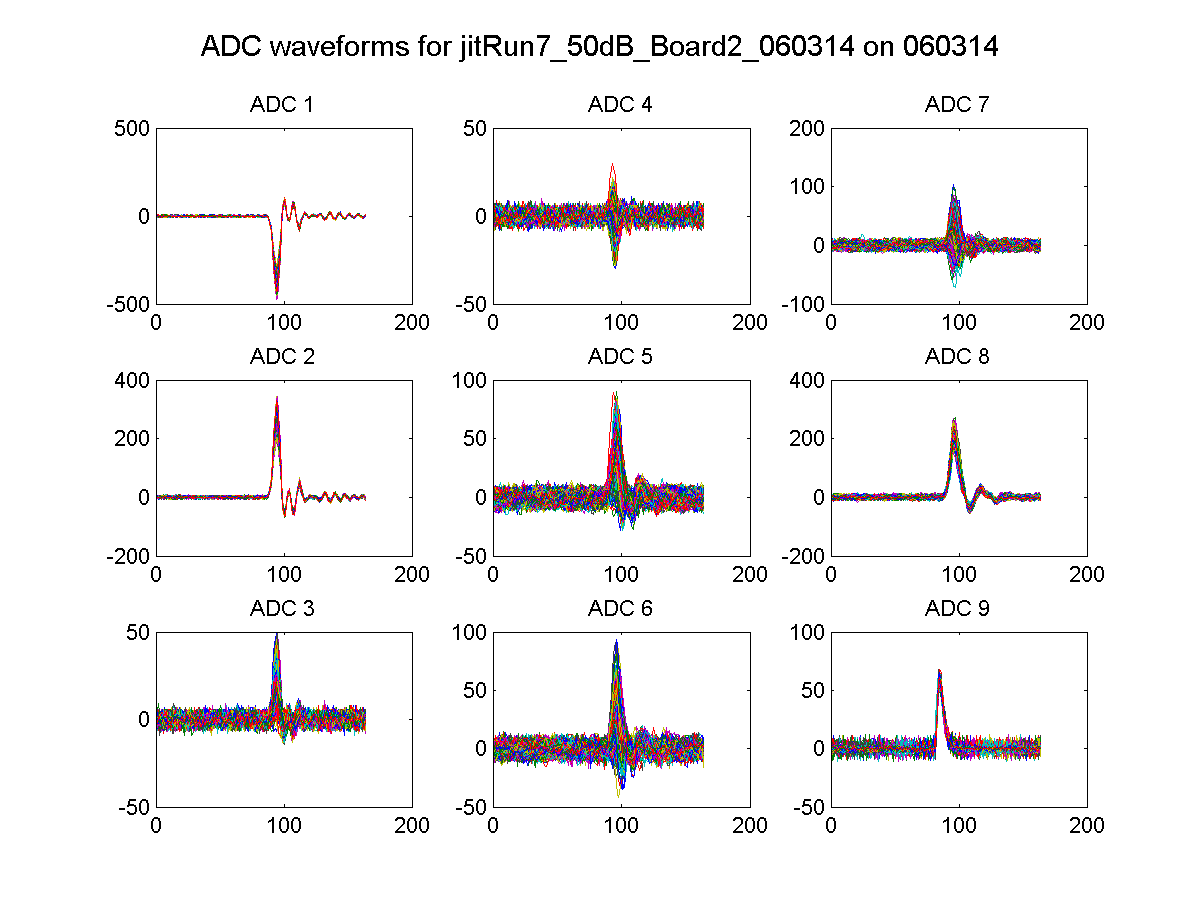 ADC waveforms for jitRun7_50dB_Board2_060314 on 060314
ADC 1
500
0
-500
0 100 200
ADC 4
50
0
-50
0 100 200
ADC 7
200
100
0
-100
0 100 200
ADC 2
400
200
0
-200
0 100 200
ADC 5
100
50
0
-50
0 100 200
ADC 8
400
200
0
-200
0 100 200
ADC 3
50
0
-50
0 100 200
ADC 6
100
50
0
-50
0 100 200
ADC 9
100
50
0
-50
0 100 200